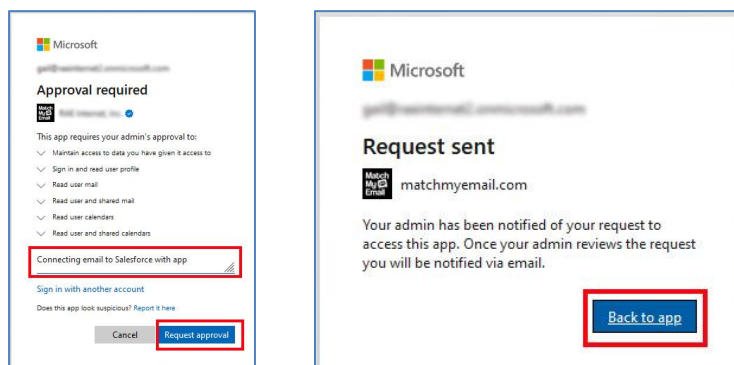 Microsoft
Approval required
Match
My
Email
This app requires your admin's approval to:
Maintain access to data you have given it access to
Sign in and read user profile
Read user mail
Read user and shared mail
Read user calendars
Read user and shared calendars
Connecting email to Salesforce with app
Sign in with another account
Does this app look suspicious? Report it here
Cancel
Request approval
Microsoft
Request sent
Match
My
Email
matchmyemail.com
Your admin has been notified of your request to
access this app. Once your admin reviews the request
you will be notified via email.
Back to app